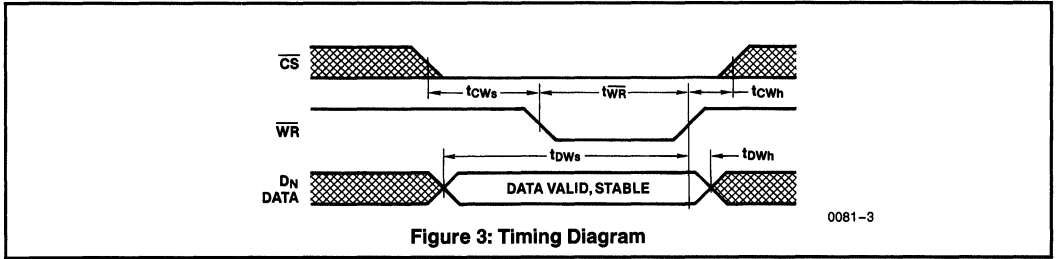 CS
tCWs
tWR
tCWh
WR
tDWs
tDWh
DN
DATA
DATA VALID, STABLE
0081–3
Figure 3: Timing Diagram